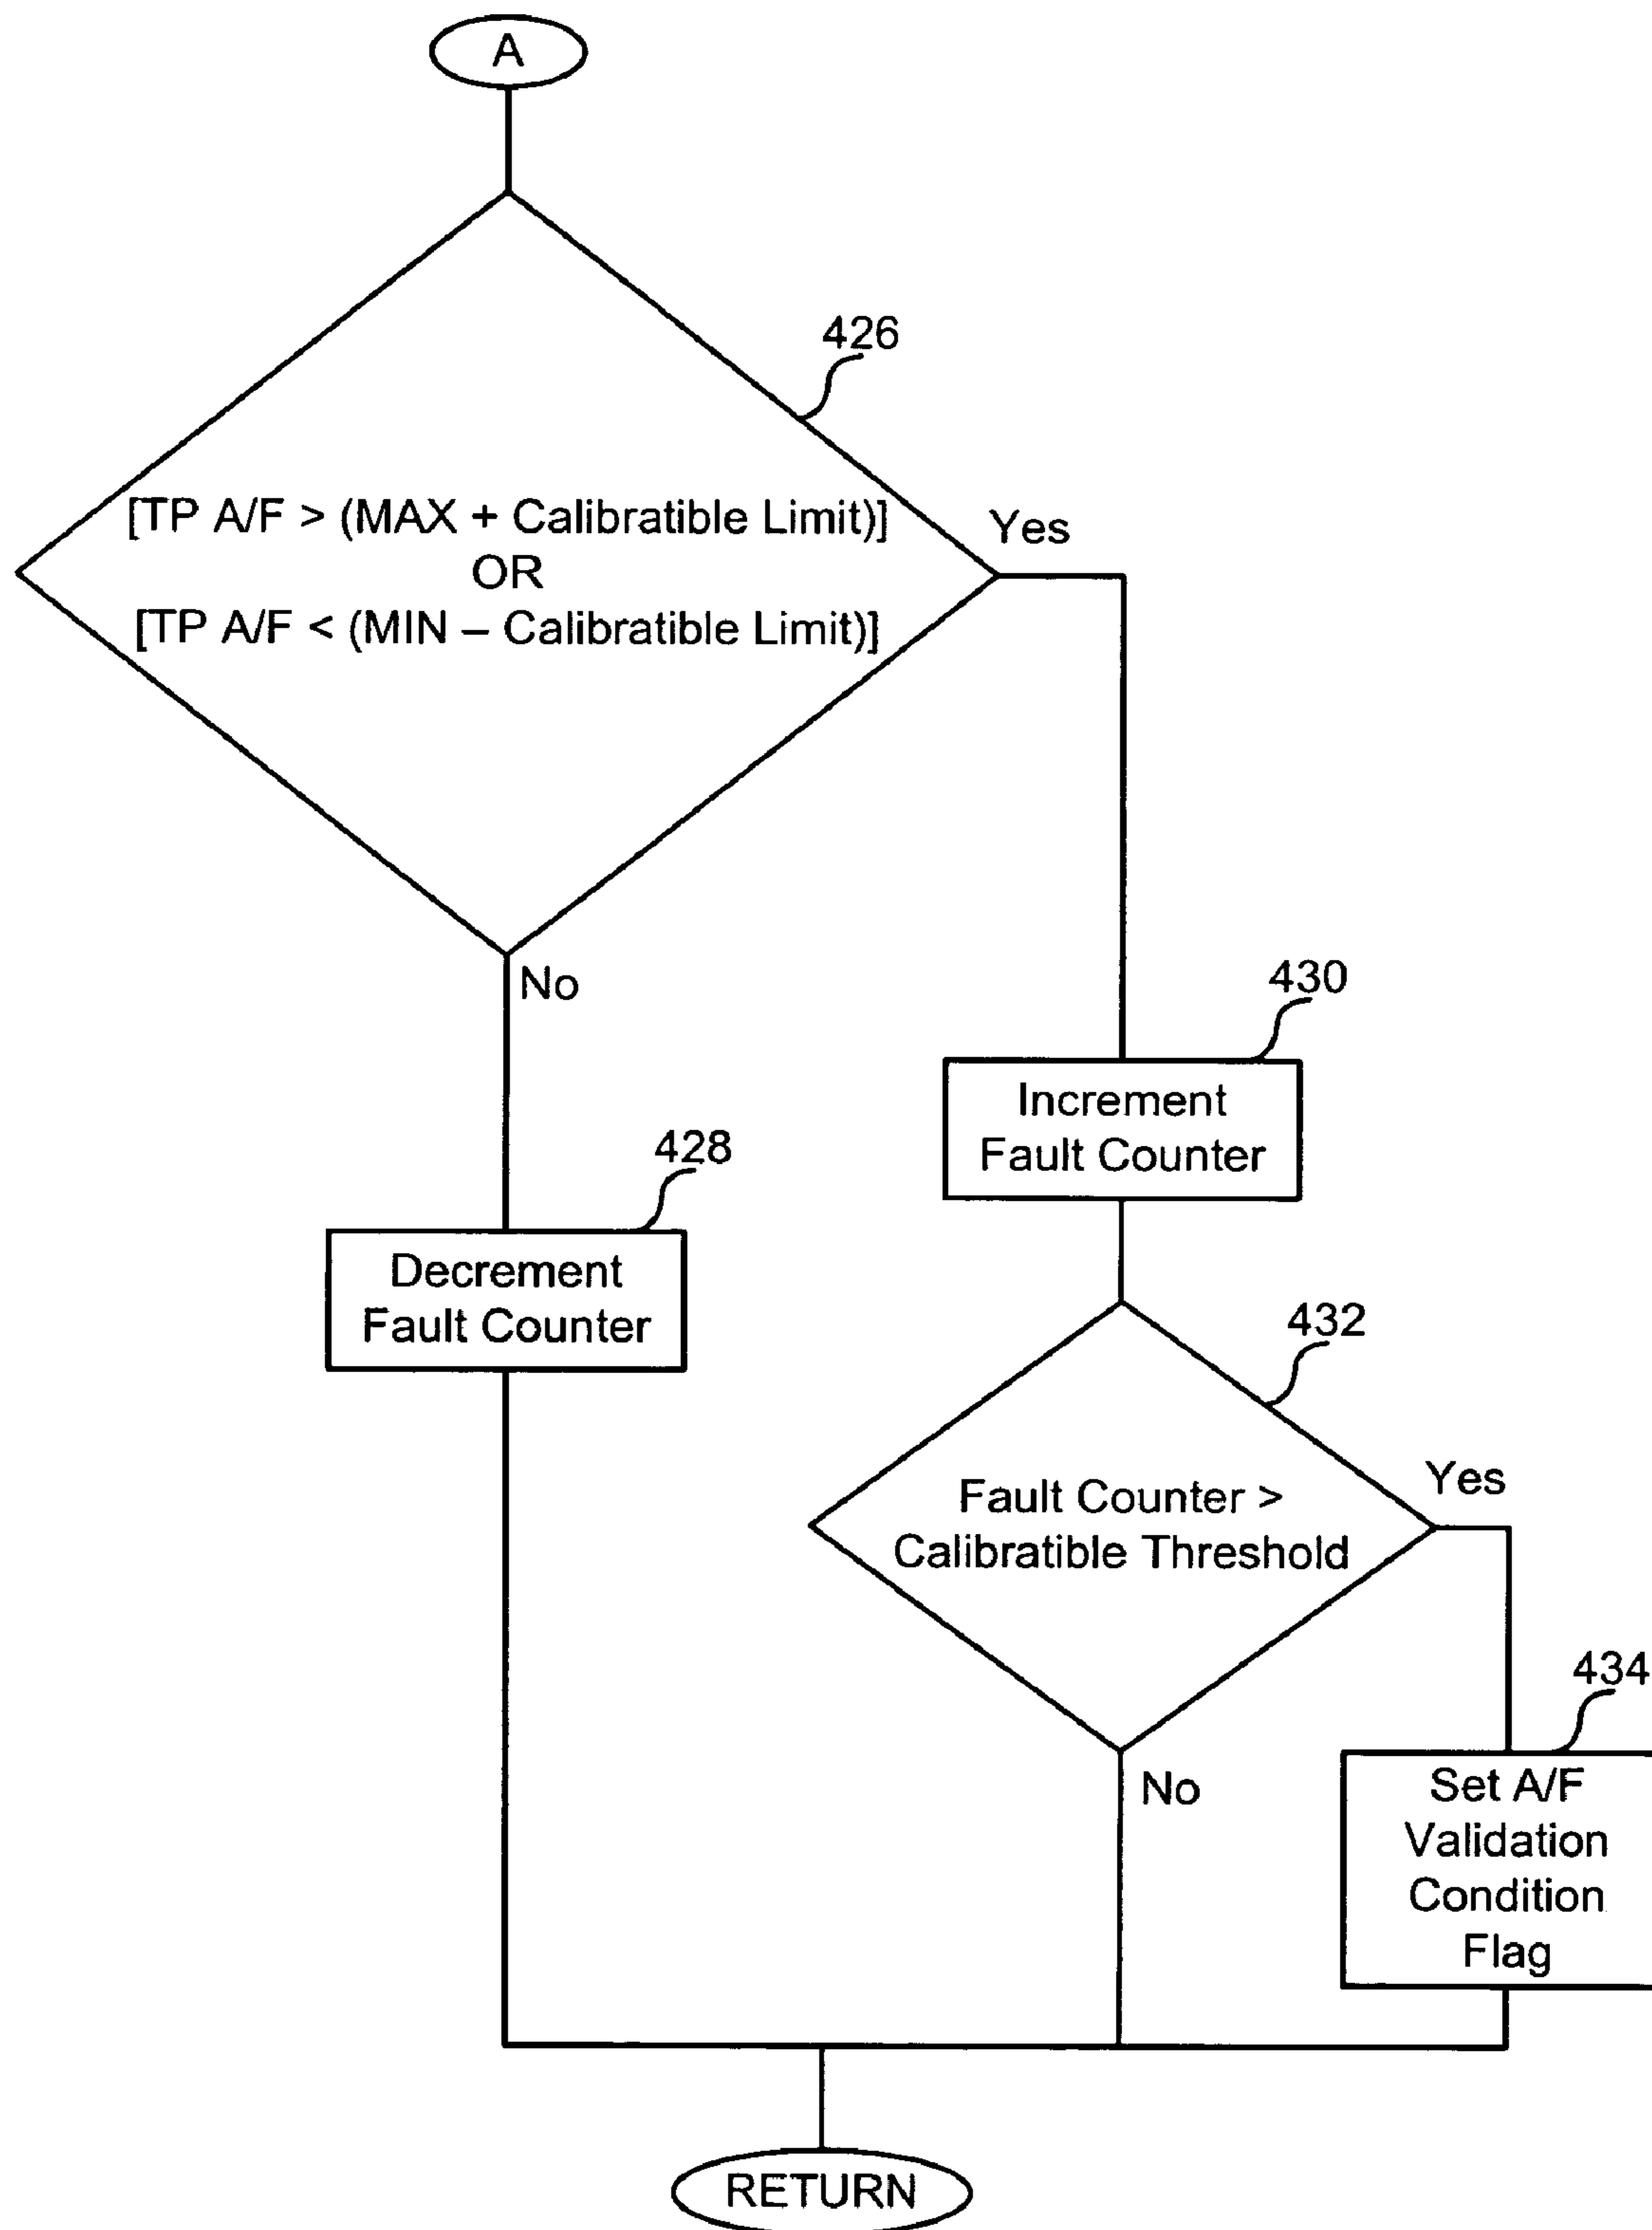 A
426
[TP A/F > (MAX + Calibratible Limit)]
OR
[TP A/F < (MIN – Calibratible Limit)]
Yes
No
430
Increment
Fault Counter
428
Decrement
Fault Counter
432
Fault Counter >
Calibratible Threshold
Yes
No
434
Set A/F
Validation
Condition
Flag
RETURN